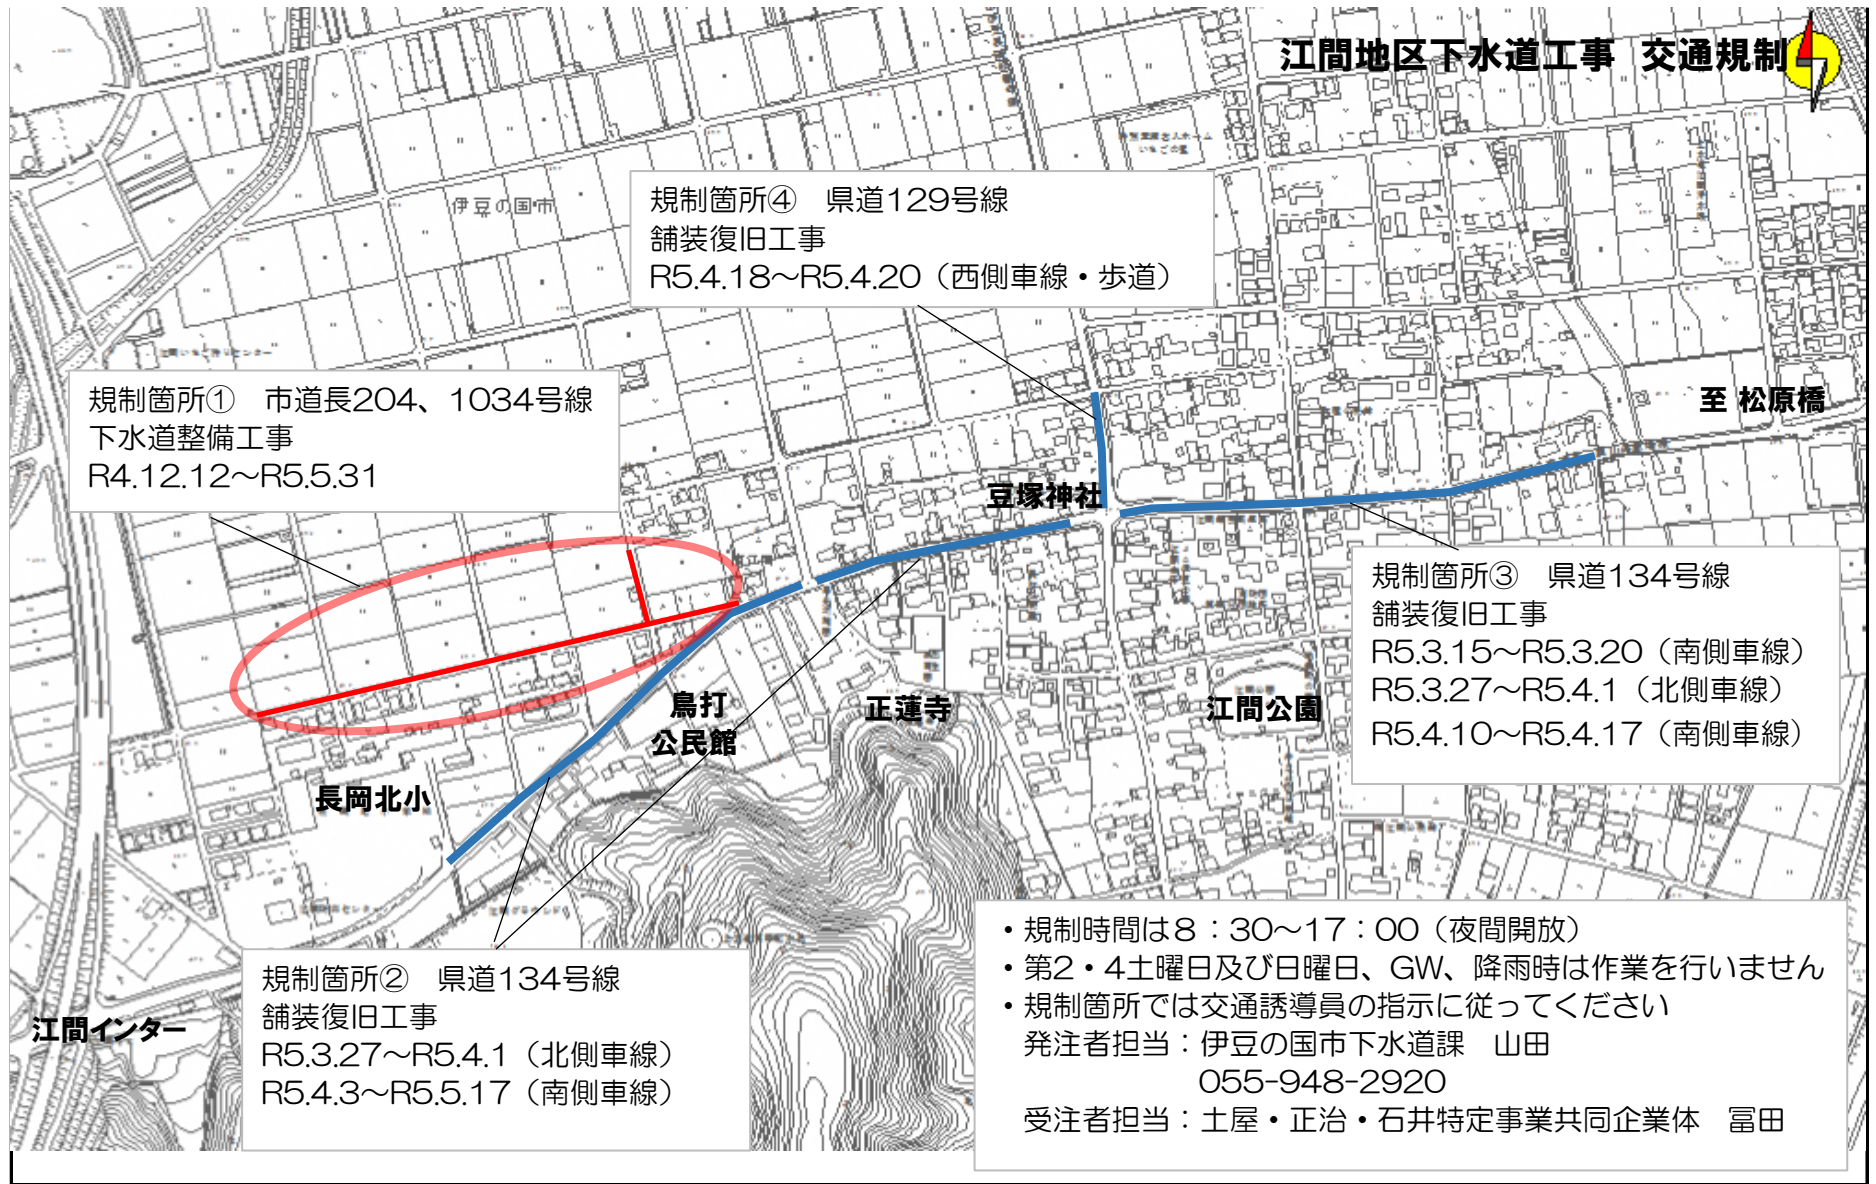 江間地区下水道工事　交通規制
伊豆の国市
規制箇所④　県道129号線
舗装復旧工事
R5.4.18～R5.4.20（西側車線・歩道）
規制箇所①　市道長204、1034号線
下水道整備工事
R4.12.12～R5.5.31
至 松原橋
豆塚神社
規制箇所③　県道134号線
舗装復旧工事
R5.3.15～R5.3.20（南側車線）
R5.3.27～R5.4.1（北側車線）
R5.4.10～R5.4.17（南側車線）
鳥打
公民館
正蓮寺
江間公園
長岡北小
江間インター
規制箇所②　県道134号線
舗装復旧工事
R5.3.27～R5.4.1（北側車線）
R5.4.3～R5.5.17（南側車線）
・規制時間は８：30～17：00（夜間開放）
・第2・4土曜日及び日曜日、GW、降雨時は作業を行いません
・規制箇所では交通誘導員の指示に従ってください
発注者担当：伊豆の国市下水道課　山田
055-948-2920
受注者担当：土屋・正治・石井特定事業共同企業体　冨田